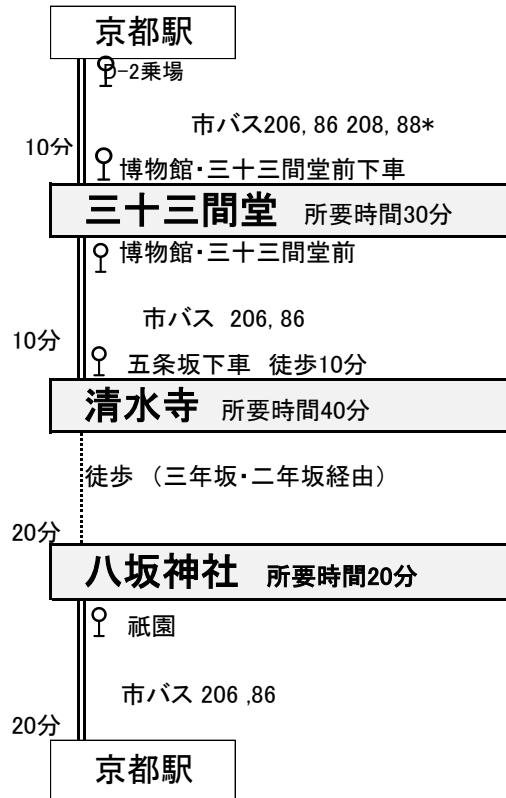 京都駅
D-2乗場
市バス206, 86 208, 88*
10分
博物館・三十三間堂前下車
三十三間堂 所要時間30分
博物館・三十三間堂前
市バス 206, 86
10分
五条坂下車 徒歩10分
清水寺 所要時間40分
徒歩 （三年坂・二年坂経由）
20分
八坂神社 所要時間20分
祇園
市バス 206 ,86
20分
京都駅